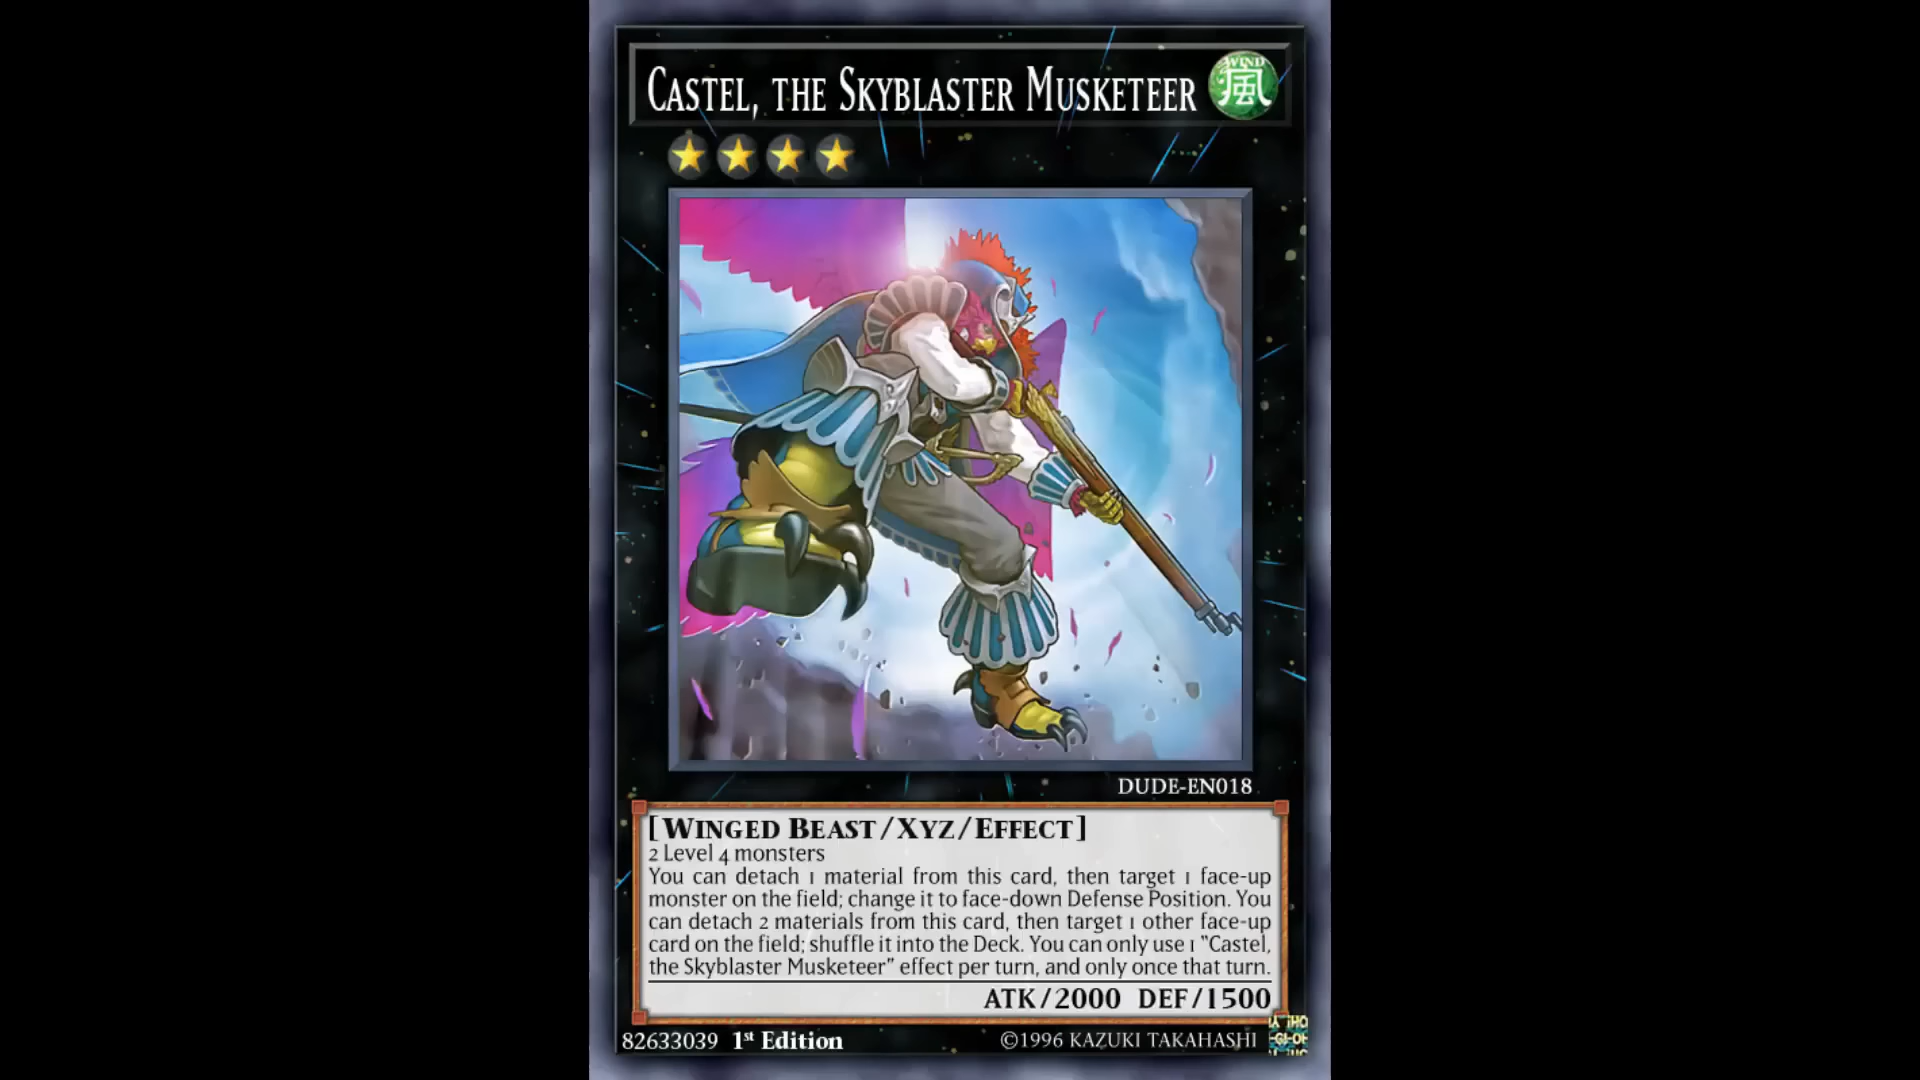 Castel, the Skyblaster Musketeer
WIND
風
DUDE-EN018
[Winged Beast/Xyz/Effect]
2 Level 4 monsters
You can detach 1 material from this card, then target 1 face-up
monster on the field; change it to face-down Defense Position. You
can detach 2 materials from this card, then target 1 other face-up
card on the field; shuffle it into the Deck. You can only use 1 "Castel,
the Skyblaster Musketeer" effect per turn, and only once that turn.
ATK/2000 DEF/1500
82633039 1st Edition
©1996 KAZUKI TAKAHASHI